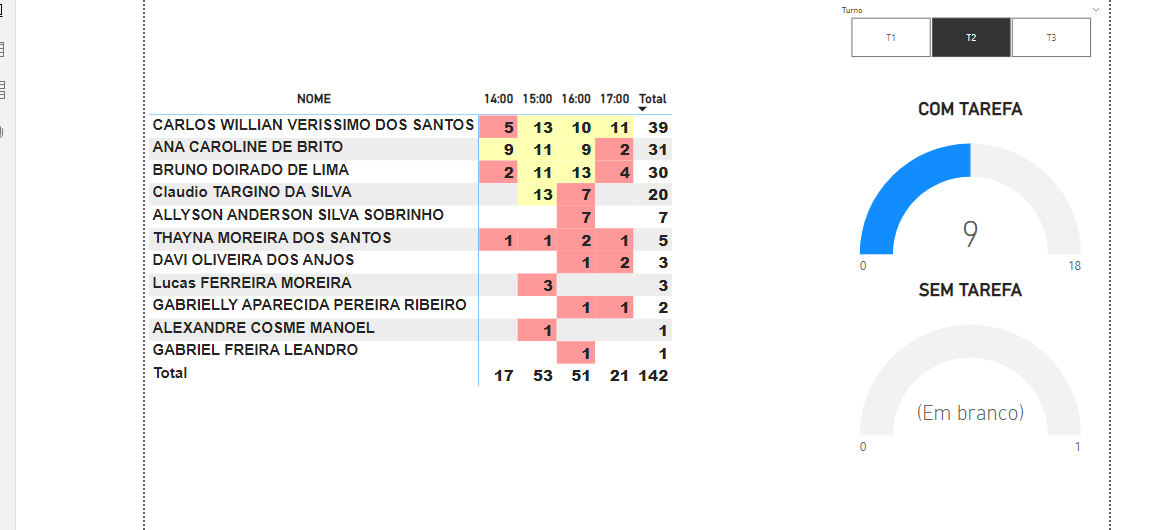 Turno
T1 T2 T3
NOME 14:00 15:00 16:00 17:00 Total
CARLOS WILLIAN VERISSIMO DOS SANTOS 5 13 10 11 39
ANA CAROLINE DE BRITO 9 11 9 2 31
BRUNO DOIRADO DE LIMA 2 11 13 4 30
Claudio TARGINO DA SILVA 13 7 20
ALLYSON ANDERSON SILVA SOBRINHO 7 7
THAYNA MOREIRA DOS SANTOS 1 1 2 1 5
DAVI OLIVEIRA DOS ANJOS 1 2 3
Lucas FERREIRA MOREIRA 3 3
GABRIELLY APARECIDA PEREIRA RIBEIRO 1 1 2
ALEXANDRE COSME MANOEL 1 1
GABRIEL FREIRA LEANDRO 1 1
Total 17 53 51 21 142
COM TAREFA
9
0 18
SEM TAREFA
(Em branco)
0 1